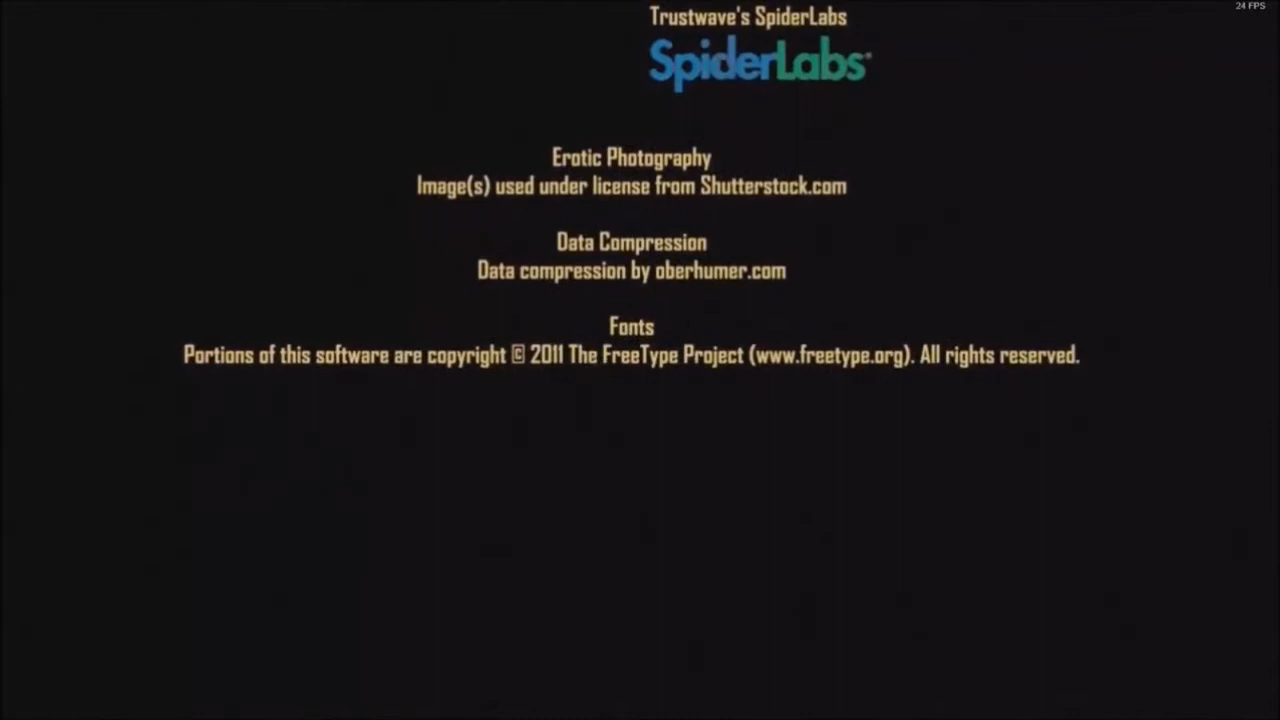 24 FPS
Trustwave's SpiderLabs
SpiderLabs
Erotic Photography
Image(s) used under license from Shutterstock.com
Data Compression
Data compression by oberhumer.com
Fonts
Portions of this software are copyright © 2011 The FreeType Project (www.freetype.org). All rights reserved.